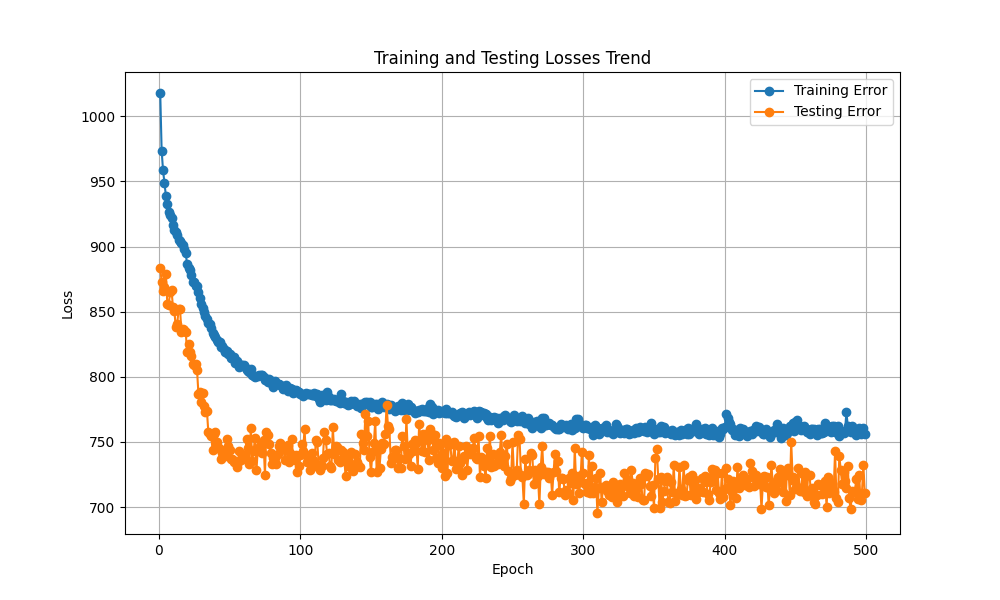 Training and Testing Losses Trend
Training Error
Testing Error
1000
950
900
850
800
750
700
Loss
0 100 200 300 400 500
Epoch